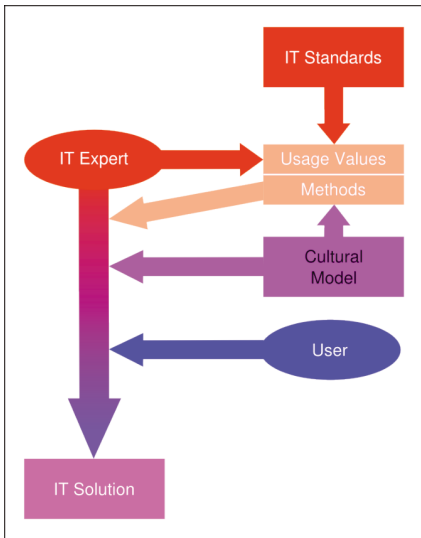 IT Standards
IT Expert
Usage Values
Methods
Cultural
Model
User
IT Solution